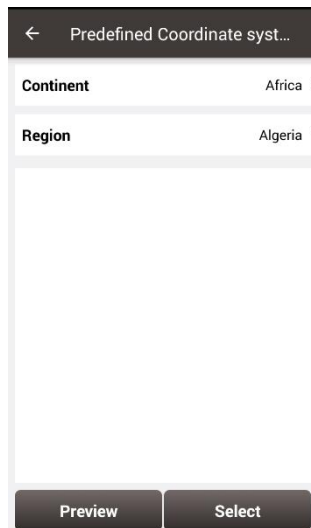 Predefined Coordinate syst...
Continent Africa
Region Algeria
Preview Select